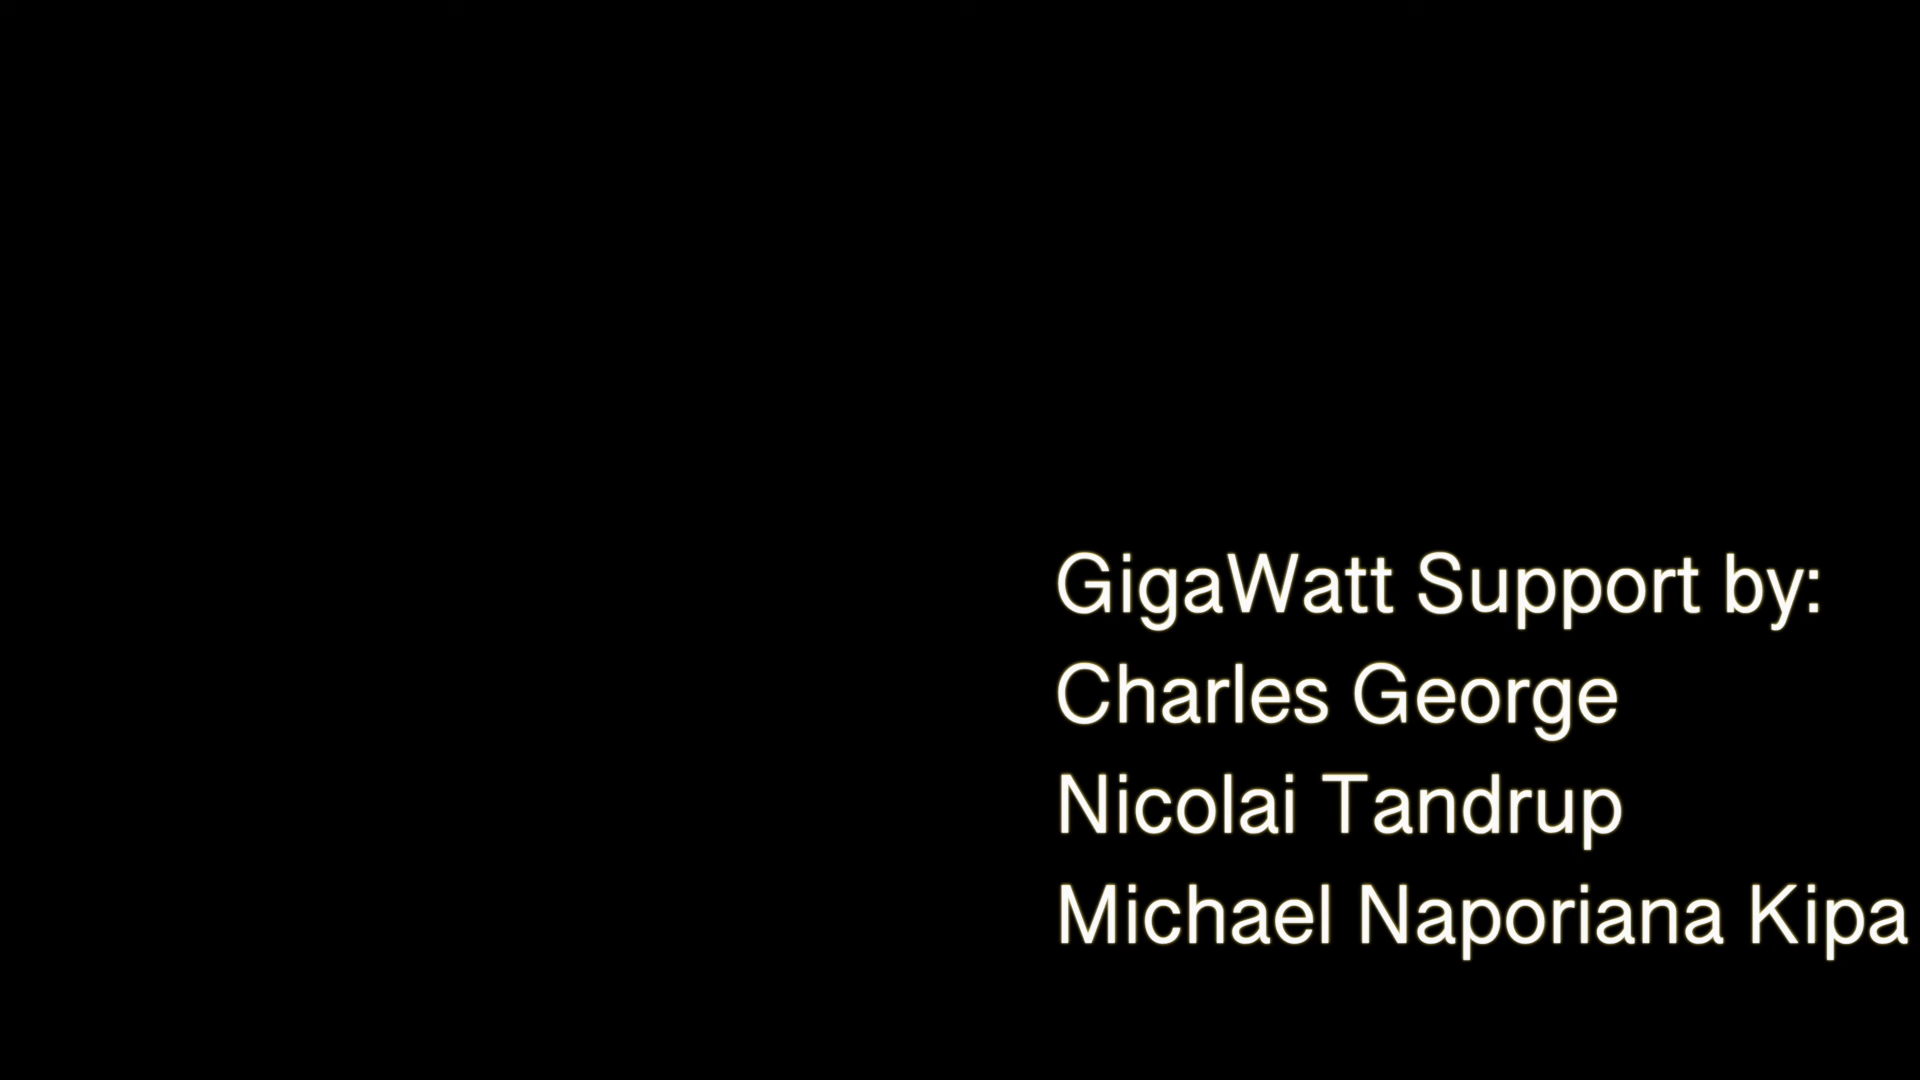 GigaWatt Support by:
Charles George
Nicolai Tandrup
Michael Naporiana Kipa